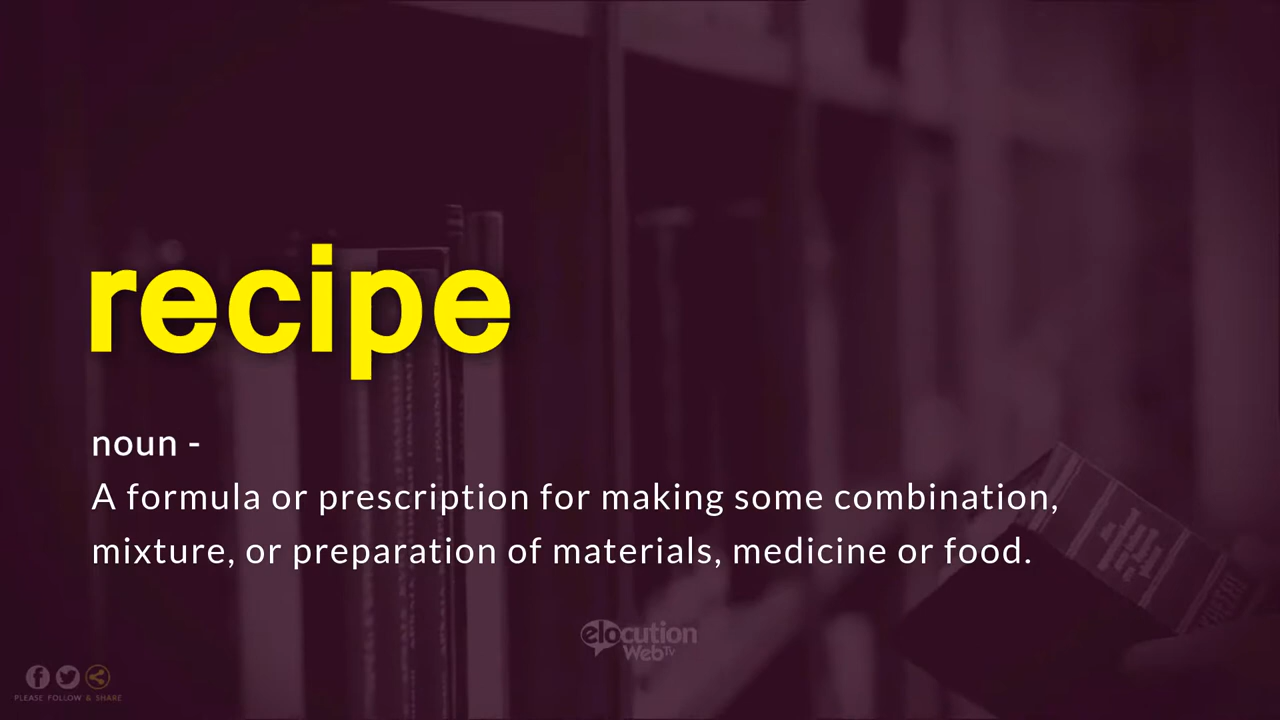 recipe
noun -
A formula or prescription for making some combination,
mixture, or preparation of materials, medicine or food.
elocution
WebTv
PLEASE FOLLOW & SHARE